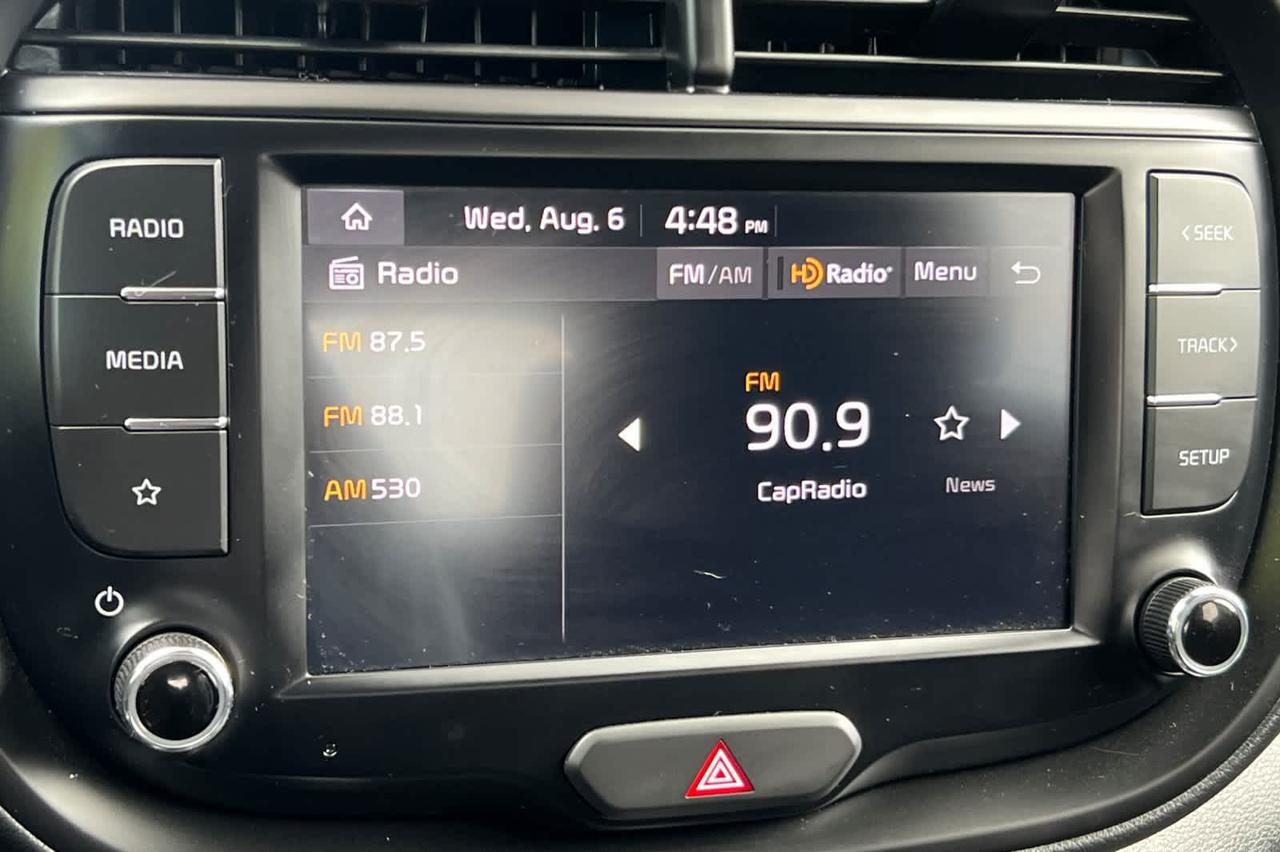 RADIO
MEDIA
Wed, Aug. 6 4:48 PM
Radio FM/AM HD Radio Menu
FM 87.5
FM 88.1
AM 530
FM
90.9
CapRadio News
< SEEK
TRACK >
SETUP